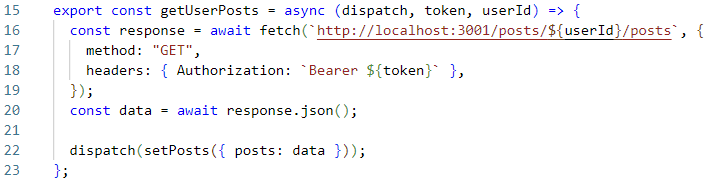 15 export const getUserPosts = async (dispatch, token, userId) => {
16   const response = await fetch(`http://localhost:3001/posts/${userId}/posts`, {
17     method: "GET",
18     headers: { Authorization: `Bearer ${token}` },
19   });
20   const data = await response.json();
21
22   dispatch(setPosts({ posts: data }));
23 };